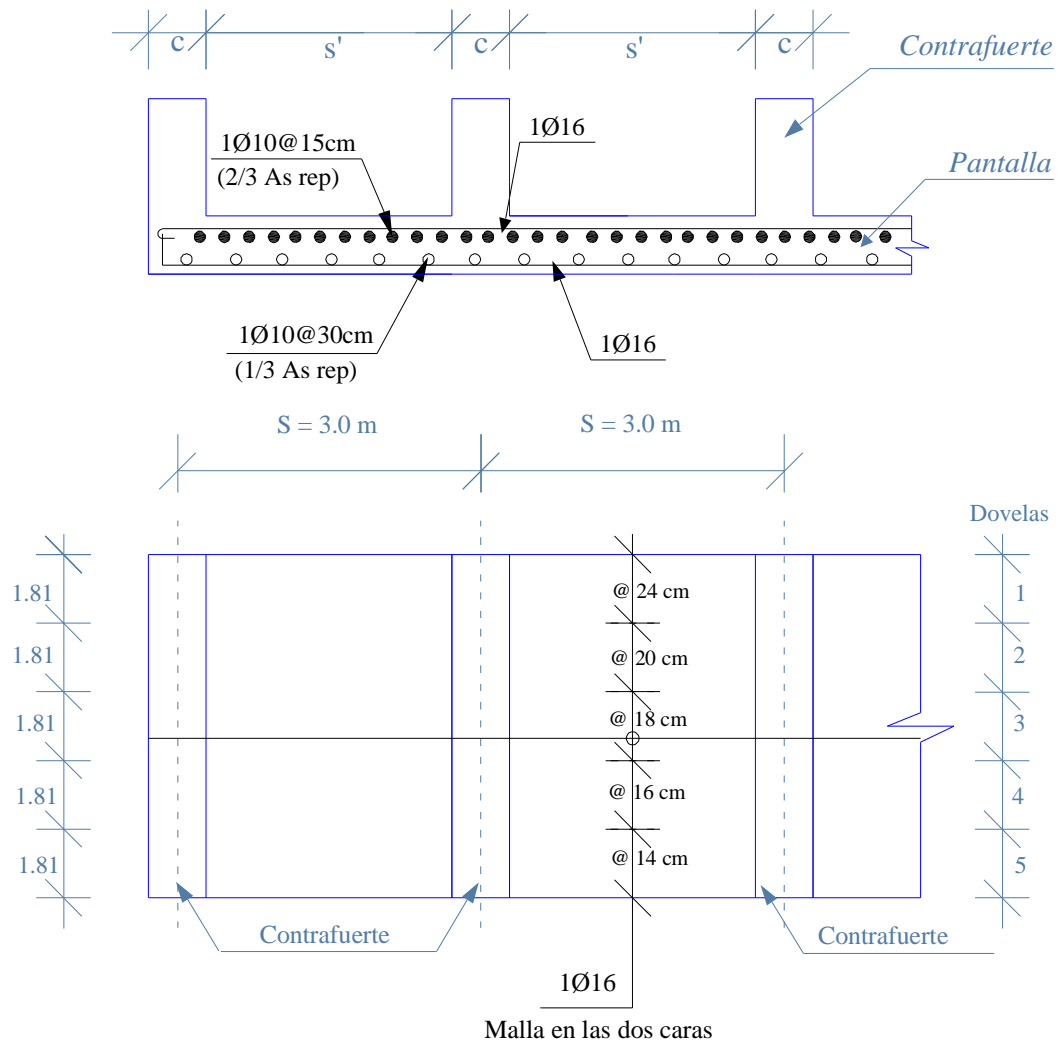 c
s'
c
s'
c
Contrafuerte
1Ø10@15cm
(2/3 As rep)
1Ø16
Pantalla
1Ø10@30cm
(1/3 As rep)
1Ø16
S = 3.0 m
S = 3.0 m
Dovelas
1.81
@ 24 cm
1
1.81
@ 20 cm
2
1.81
@ 18 cm
3
1.81
@ 16 cm
4
1.81
@ 14 cm
5
Contrafuerte
Contrafuerte
1Ø16
Malla en las dos caras